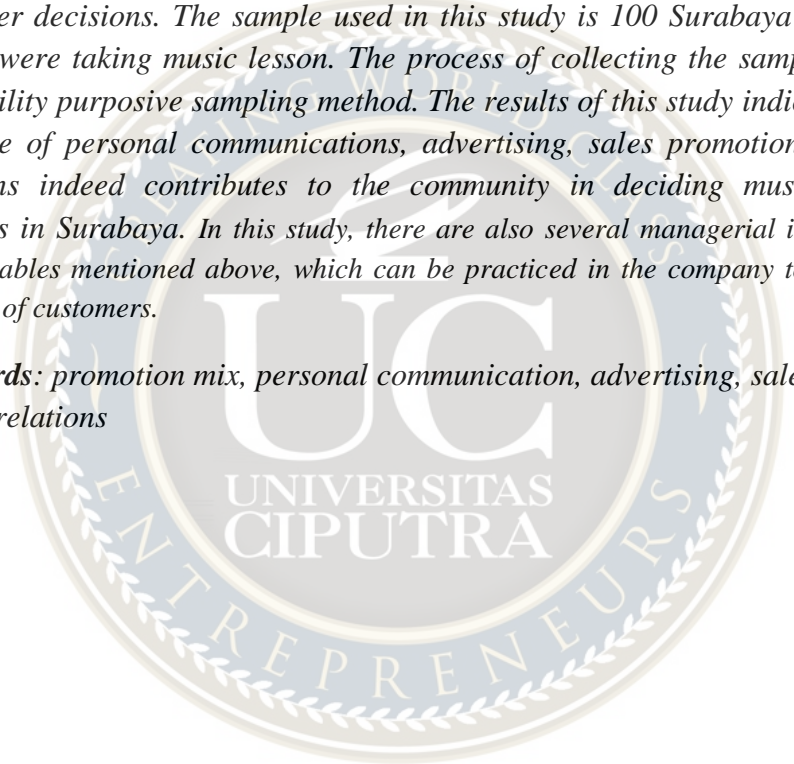 er decisions. The sample used in this study is 100 Surabaya
were taking music lesson. The process of collecting the samp
ility purposive sampling method. The results of this study indic
e of personal communications, advertising, sales promotion
ns indeed contributes to the community in deciding mus
s in Surabaya. In this study, there are also several managerial i
ables mentioned above, which can be practiced in the company t
of customers.
rds: promotion mix, personal communication, advertising, sale
relations
CREATING WORLD CLASS
UC
UNIVERSITAS
CIPUTRA
ENTREPRENEURS